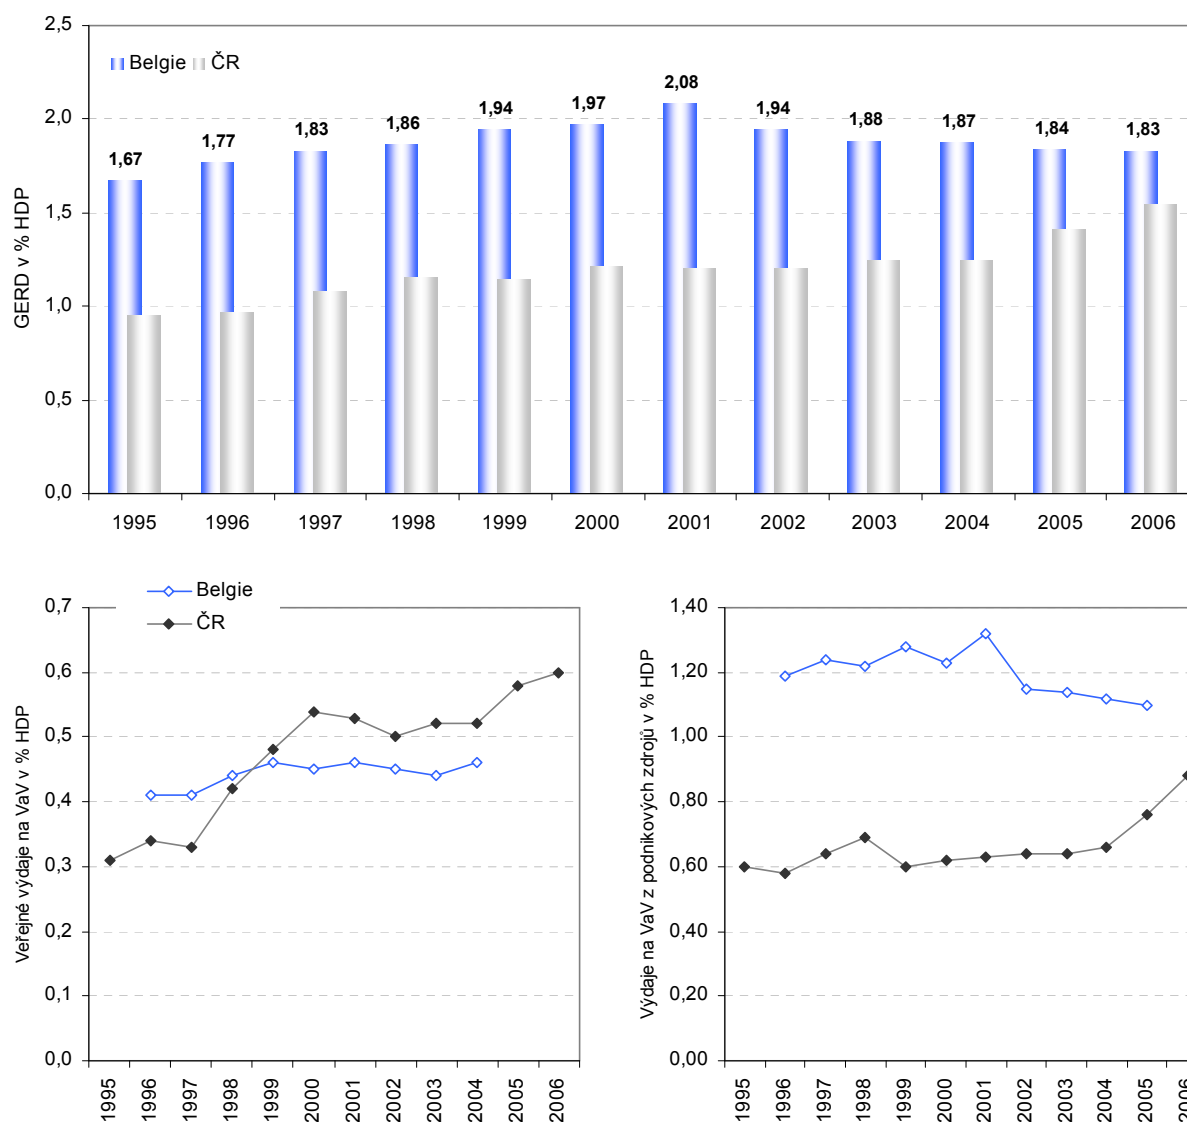 GERD v % HDP
2,5
2,0
1,5
1,0
0,5
0,0
Belgie ČR
1,67 1,77 1,83 1,86 1,94 1,97 2,08 1,94 1,88 1,87 1,84 1,83
1995 1996 1997 1998 1999 2000 2001 2002 2003 2004 2005 2006
Belgie
ČR
Veřejné výdaje na VaV v % HDP
0,7
0,6
0,5
0,4
0,3
0,2
0,1
0,0
1995 1996 1997 1998 1999 2000 2001 2002 2003 2004 2005 2006
Výdaje na VaV z podnikových zdrojů v % HDP
1,40
1,20
1,00
0,80
0,60
0,40
0,20
0,00
1995 1996 1997 1998 1999 2000 2001 2002 2003 2004 2005 2006